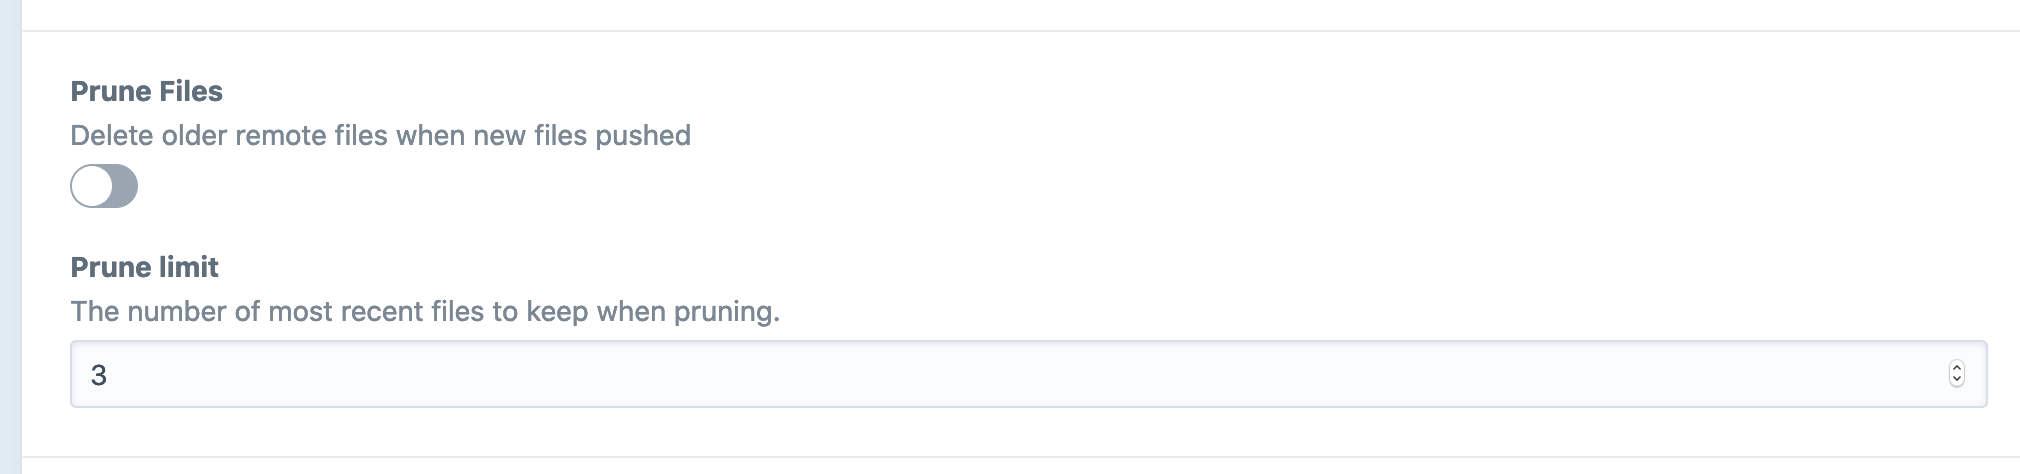 Prune Files
Delete older remote files when new files pushed
Prune limit
The number of most recent files to keep when pruning.
3